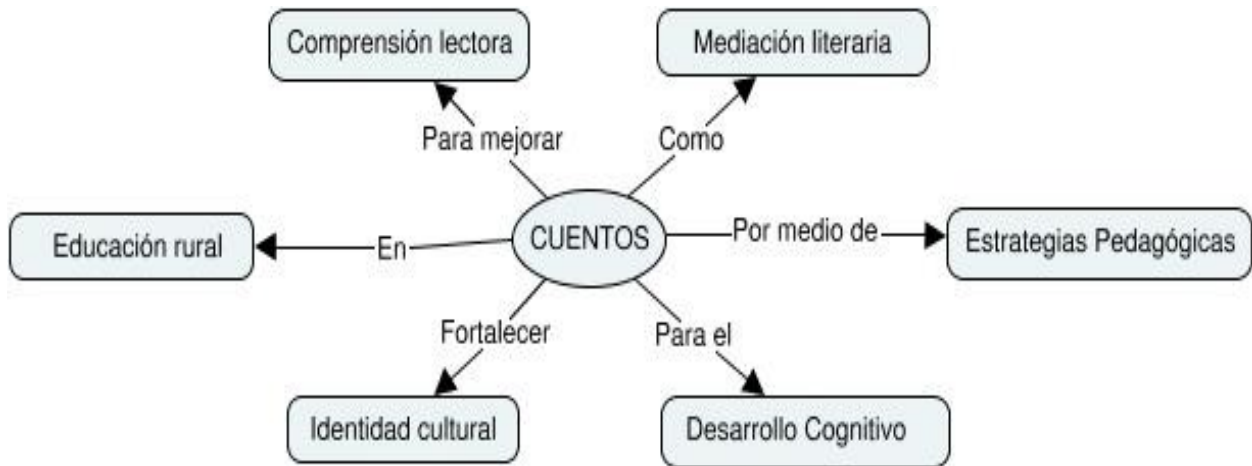 Comprensión lectora
Mediación literaria
Para mejorar
Como
Educación rural
En
CUENTOS
Por medio de
Estrategias Pedagógicas
Fortalecer
Para el
Identidad cultural
Desarrollo Cognitivo